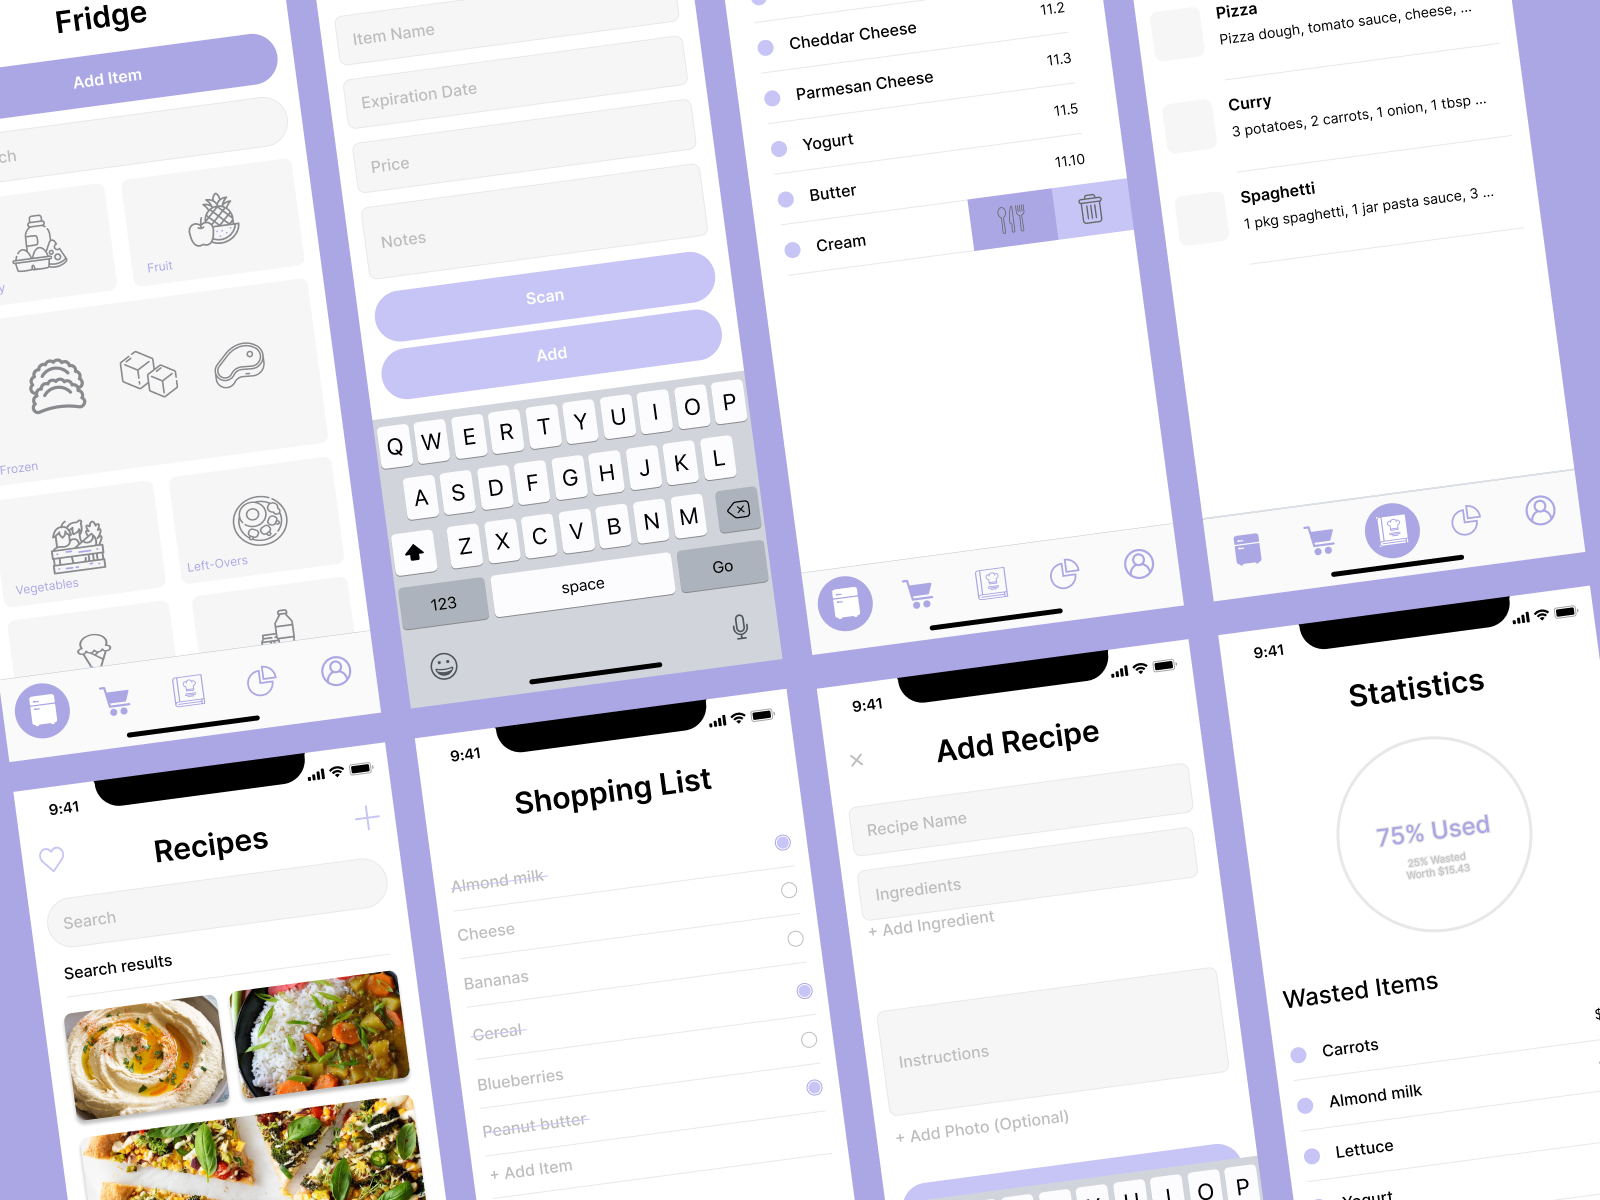 Fridge
Add Item
ch
y
Fruit
Frozen
Vegetables
Left-Overs
Item Name
Expiration Date
Price
Notes
Scan
Add
Q W E R T Y U I O P
A S D F G H J K L
Z X C V B N M
123 space Go
11.2
Cheddar Cheese 11.3
Parmesan Cheese 11.5
Yogurt 11.10
Butter
Cream
Pizza
Pizza dough, tomato sauce, cheese, ...
Curry
3 potatoes, 2 carrots, 1 onion, 1 tbsp ...
Spaghetti
1 pkg spaghetti, 1 jar pasta sauce, 3 ...
9:41
Recipes
Search
Search results
9:41
Shopping List
Almond milk
Cheese
Bananas
Cereal
Blueberries
Peanut butter
+ Add Item
9:41
Add Recipe
Recipe Name
Ingredients
+ Add Ingredient
Instructions
+ Add Photo (Optional)
U I O P
9:41
Statistics
75% Used
25% Wasted
Worth $15.43
Wasted Items
$
Carrots
Almond milk
Lettuce
Yogurt